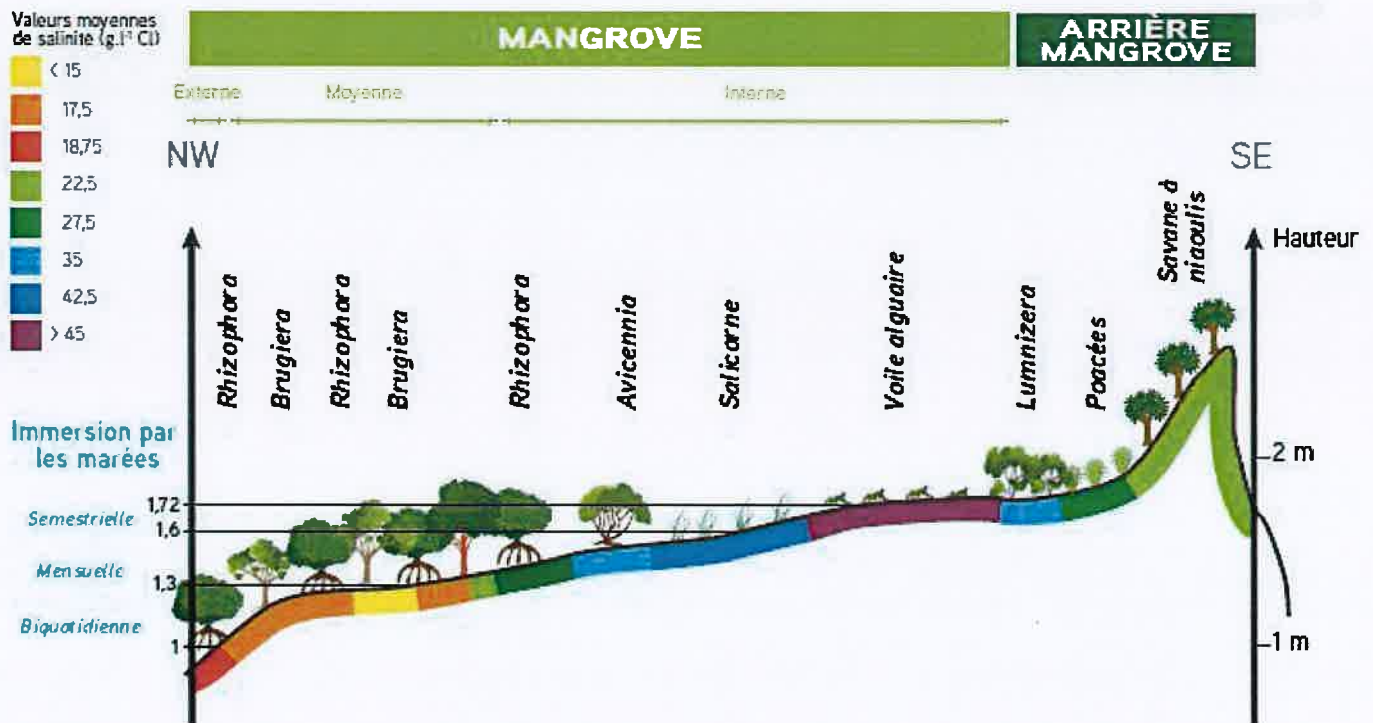 Valeurs moyennes
de salinité (g.l⁻¹ Cl)
< 15
17,5
18,75
22,5
27,5
35
42,5
> 45
MANGROVE
ARRIÈRE
MANGROVE
Externe
Moyenne
Interne
NW
SE
Hauteur
Rhizophora
Brugiera
Rhizophora
Brugiera
Rhizophora
Avicennia
Salicorne
Voile alguaire
Lumnizera
Poacées
Savane à
niaoulis
Immersion par
les marées
Semestrielle
Mensuelle
Biquotidienne
1,72
1,6
1,3
1
2 m
1 m